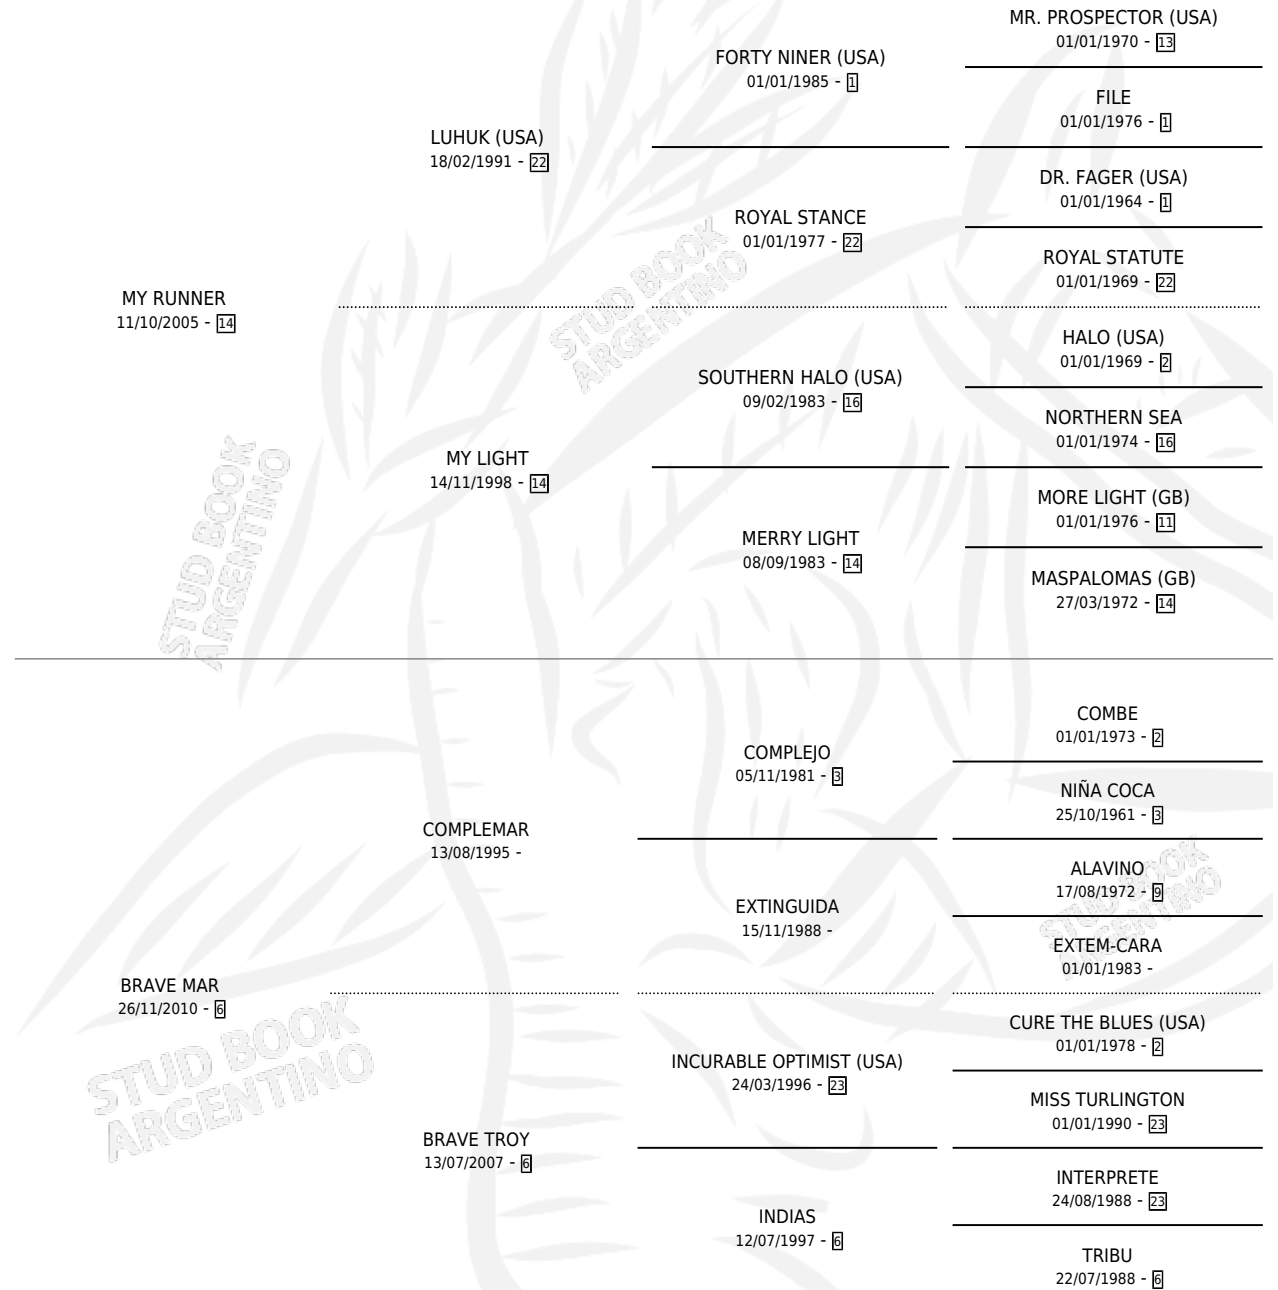 MY RUNNER
11/10/2005 - 14
LUHUK (USA)
18/02/1991 - 22
MY LIGHT
14/11/1998 - 14
FORTY NINER (USA)
01/01/1985 - 1
ROYAL STANCE
01/01/1977 - 22
SOUTHERN HALO (USA)
09/02/1983 - 16
MERRY LIGHT
08/09/1983 - 14
MR. PROSPECTOR (USA)
01/01/1970 - 13
FILE
01/01/1976 - 1
DR. FAGER (USA)
01/01/1964 - 1
ROYAL STATUTE
01/01/1969 - 22
HALO (USA)
01/01/1969 - 2
NORTHERN SEA
01/01/1974 - 16
MORE LIGHT (GB)
01/01/1976 - 11
MASPALOMAS (GB)
27/03/1972 - 14
BRAVE MAR
26/11/2010 - 6
COMPLEMAR
13/08/1995 -
BRAVE TROY
13/07/2007 - 6
COMPLEJO
05/11/1981 - 3
EXTINGUIDA
15/11/1988 -
INCURABLE OPTIMIST (USA)
24/03/1996 - 23
INDIAS
12/07/1997 - 6
COMBE
01/01/1973 - 2
NIÑA COCA
25/10/1961 - 3
ALAVINO
17/08/1972 - 9
EXTEM-CARA
01/01/1983 -
CURE THE BLUES (USA)
01/01/1978 - 2
MISS TURLINGTON
01/01/1990 - 23
INTERPRETE
24/08/1988 - 23
TRIBU
22/07/1988 - 6
STUD BOOK
ARGENTINO
STUD BOOK
ARGENTINO
STUD BOOK
ARGENTINO
STUD BOOK
ARGENTINO